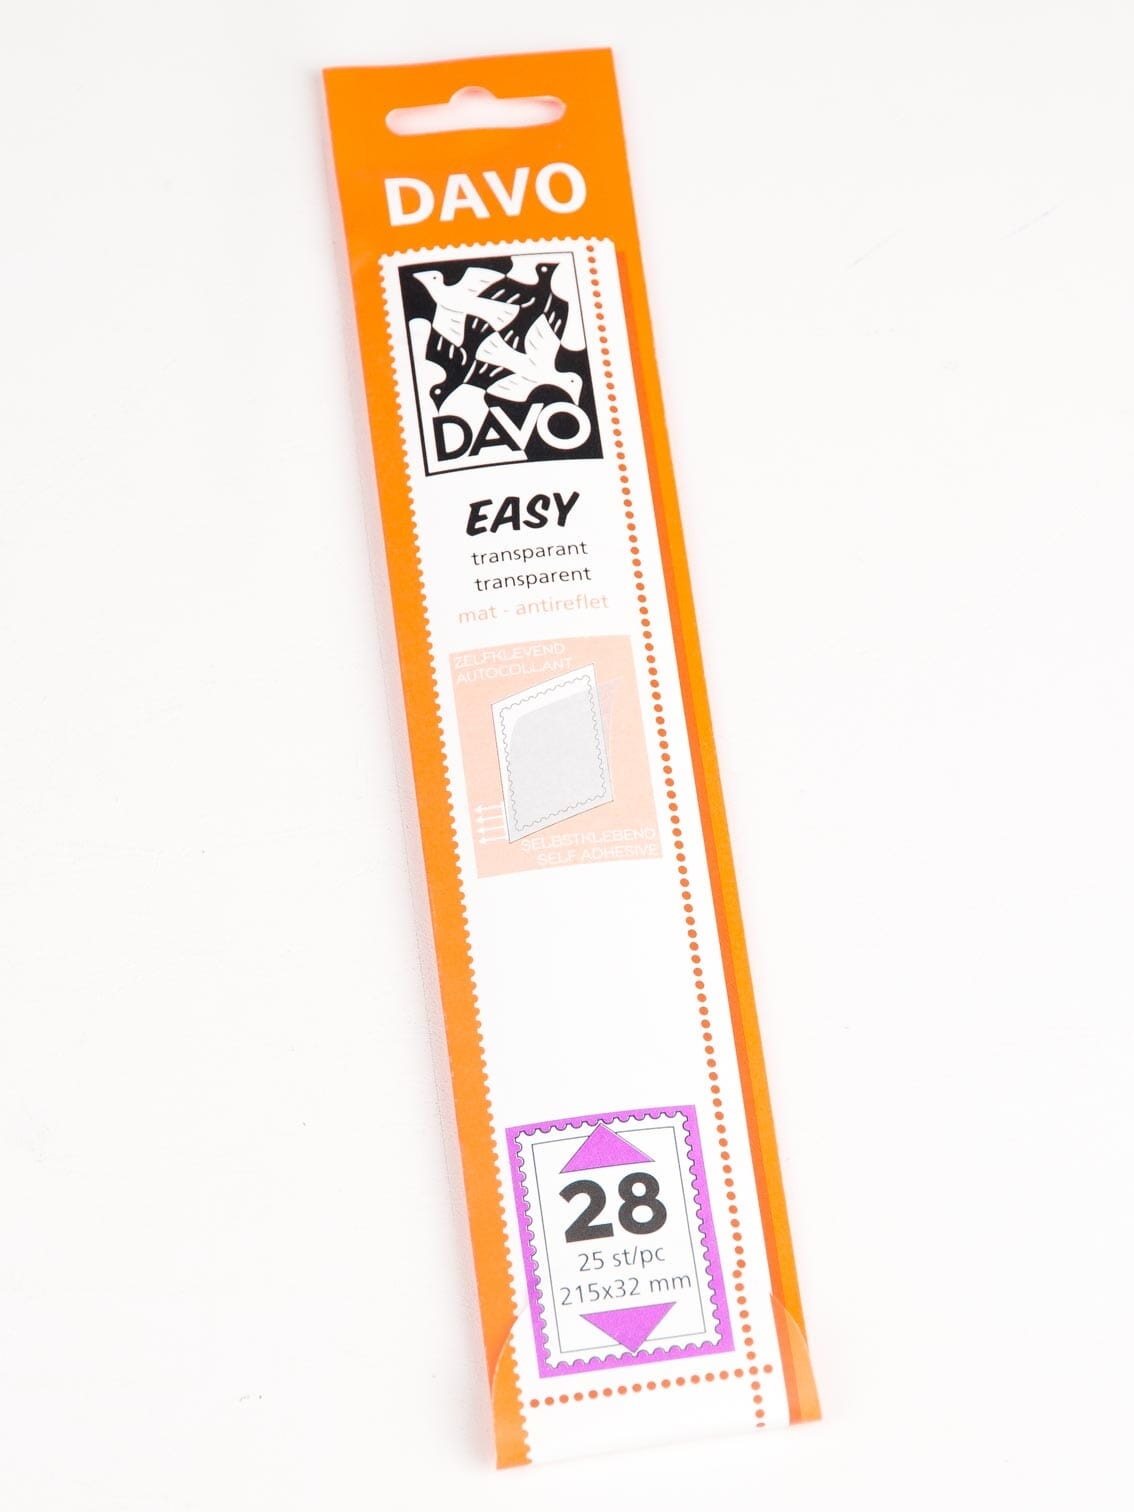 DAVO
DAVO
EASY
transparant
transparent
mat - antireflet
ZELFKLEVEND
AUTOCOLLANT
SELBSTKLEBEND
SELF ADHESIVE
28
25 st/pc
215x32 mm